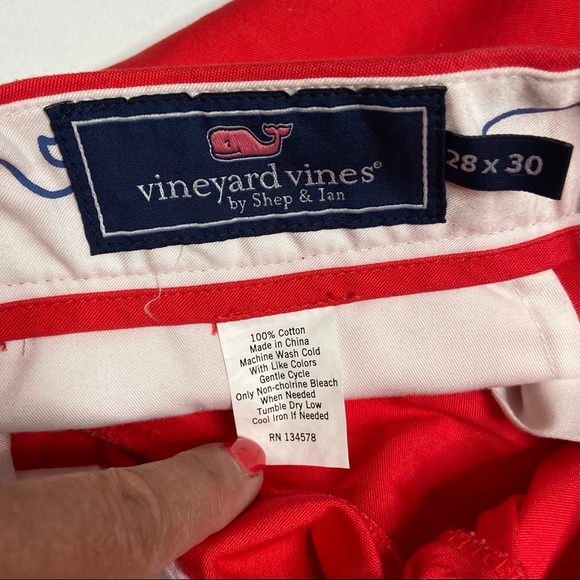 vineyard vines®
by Shep & Ian
28 x 30
100% Cotton
Made in China
Machine Wash Cold
With Like Colors
Gentle Cycle
Only Non-cholrine Bleach
When Needed
Tumble Dry Low
Cool Iron If Needed
RN 134578